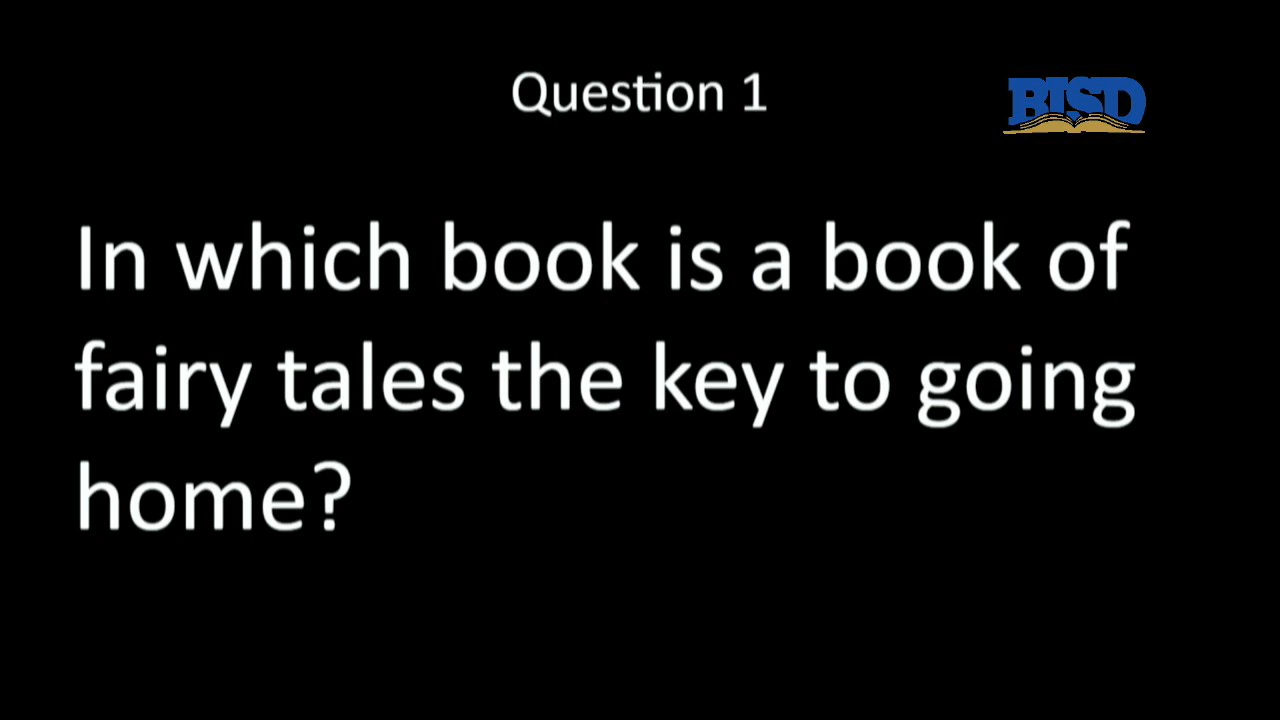 Question 1
BISD
In which book is a book of
fairy tales the key to going
home?